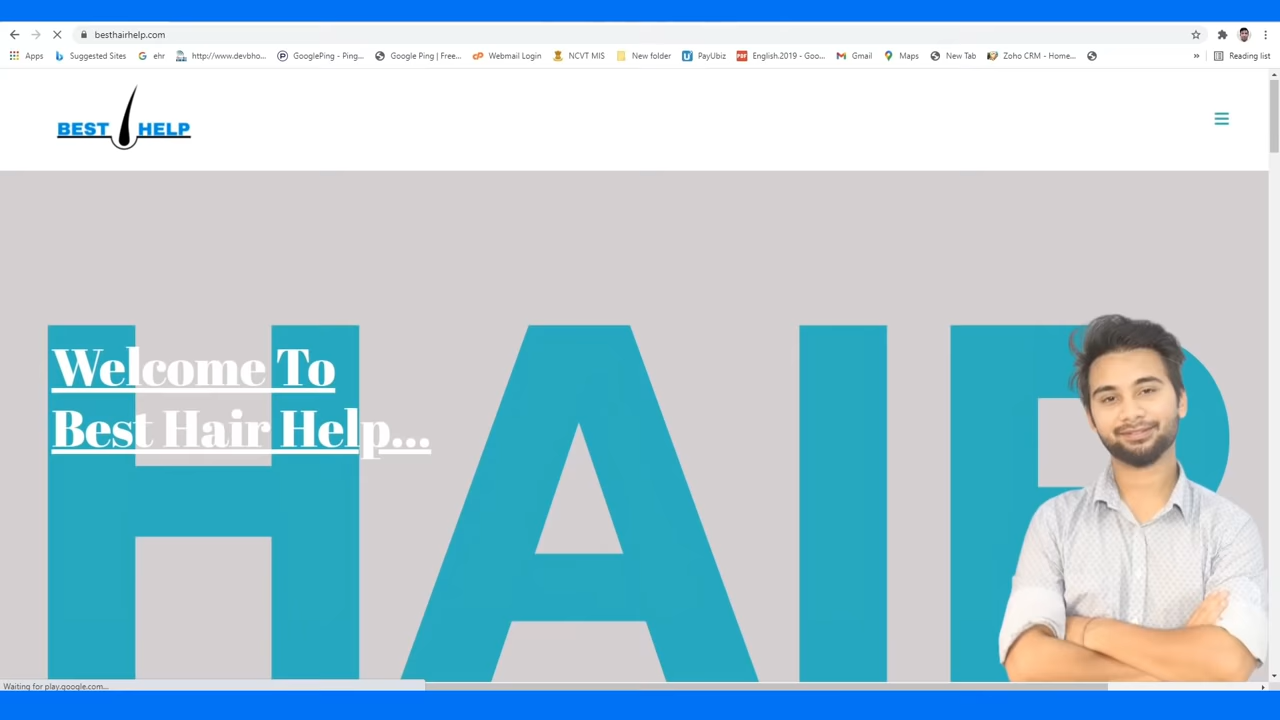 besthairhelp.com
Apps Suggested Sites ehr http://www.devbho... GooglePing - Ping... Google Ping | Free... Webmail Login NCVT MIS New folder PayUbiz English.2019 - Goo... Gmail Maps New Tab Zoho CRM - Home... » Reading list
BEST HELP
HAIR
Welcome To
Best Hair Help...
Waiting for play.google.com...